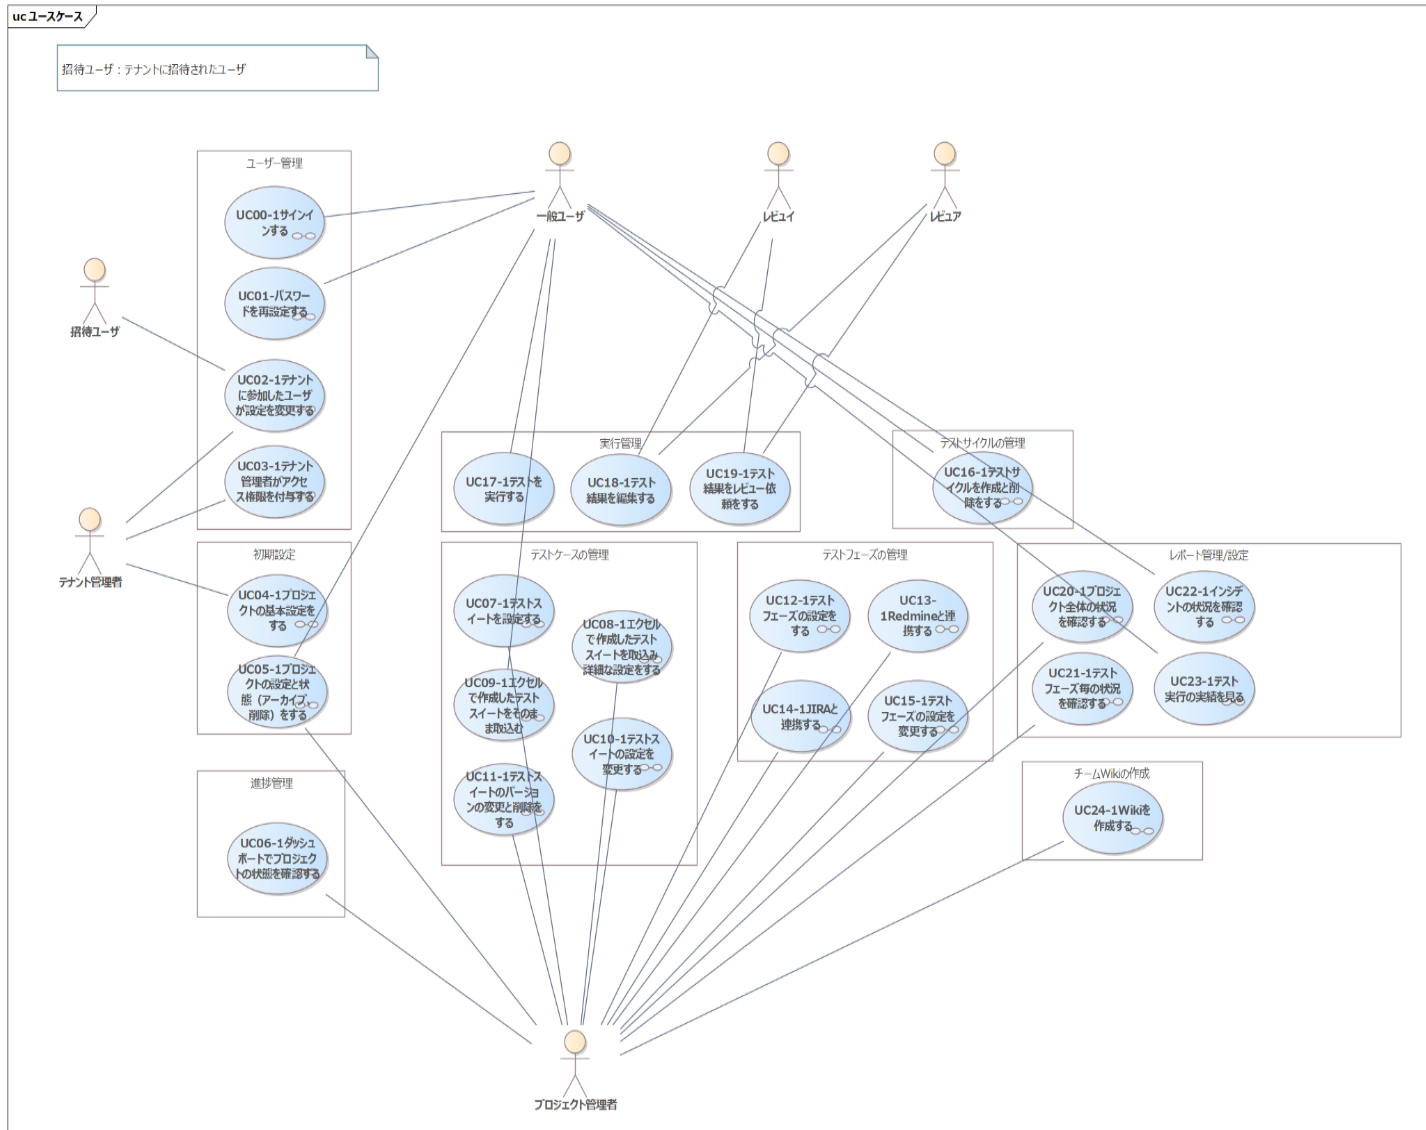 uc ユースケース
招待ユーザ：テナントに招待されたユーザ
ユーザー管理
UC00-1サインイ
ンする
UC01-パスワー
ドを再設定する
UC02-1テナント
に参加したユーザ
が設定を変更する
UC03-1テナント
管理者がアクセ
ス権限を付与する
一般ユーザ
レビュイ
レビュア
招待ユーザ
テナント管理者
初期設定
UC04-1プロジェ
クトの基本設定を
する
UC05-1プロジェ
クトの設定と状
態（アーカイブ、
削除）をする
進捗管理
UC06-1ダッシュ
ボートでプロジェク
トの状態を確認する
実行管理
UC17-1テストを
実行する
UC18-1テスト
結果を編集する
UC19-1テスト
結果をレビュー依
頼をする
テストサイクルの管理
UC16-1テストサ
イクルを作成と削
除をする
テストケースの管理
UC07-1テストス
イートを設定する
UC08-1エクセル
で作成したテスト
スイートを取込み
詳細な設定をする
UC09-1エクセル
で作成したテスト
スイートをそのま
ま取込む
UC10-1テストス
イートの設定を
変更する
UC11-1テストス
イートのバージョ
ンの変更と削除を
する
テストフェーズの管理
UC12-1テスト
フェーズの設定を
する
UC13-
1Redmineと連
携する
UC14-1JIRAと
連携する
UC15-1テスト
フェーズの設定を
変更する
レポート管理/設定
UC20-1プロジェ
クト全体の状況
を確認する
UC22-1インシデ
ントの状況を確認
する
UC21-1テスト
フェーズ毎の状況
を確認する
UC23-1テスト
実行の実績を見る
チームWikiの作成
UC24-1Wikiを
作成する
プロジェクト管理者